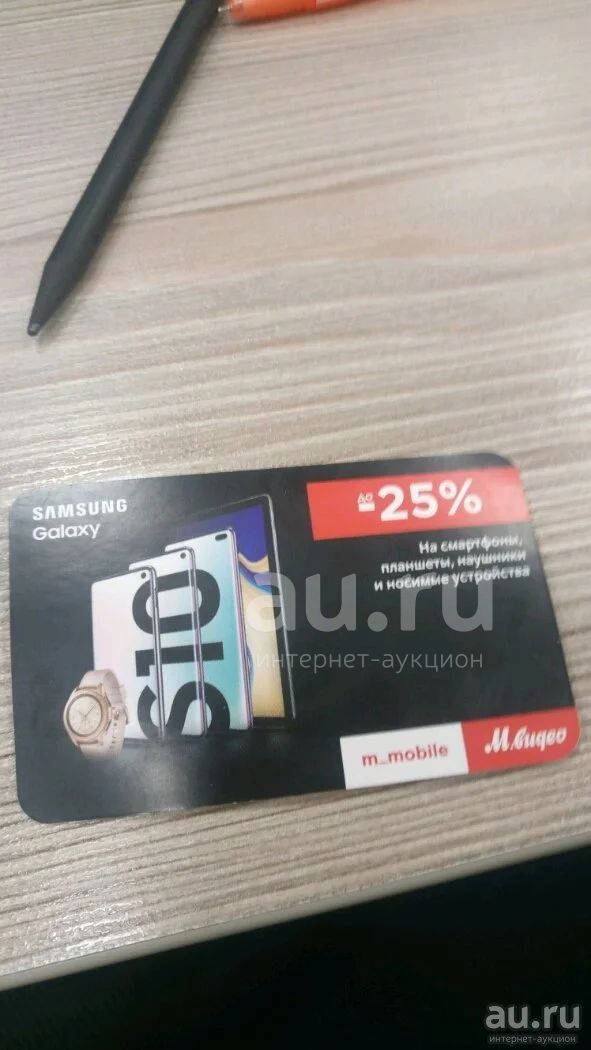 SAMSUNG
Galaxy
до
-25%
На смартфоны,
планшеты, наушники
и носимые устройства
S10
au.ru
интернет-аукцион
m_mobile
М.видео
au.ru
интернет-аукцион